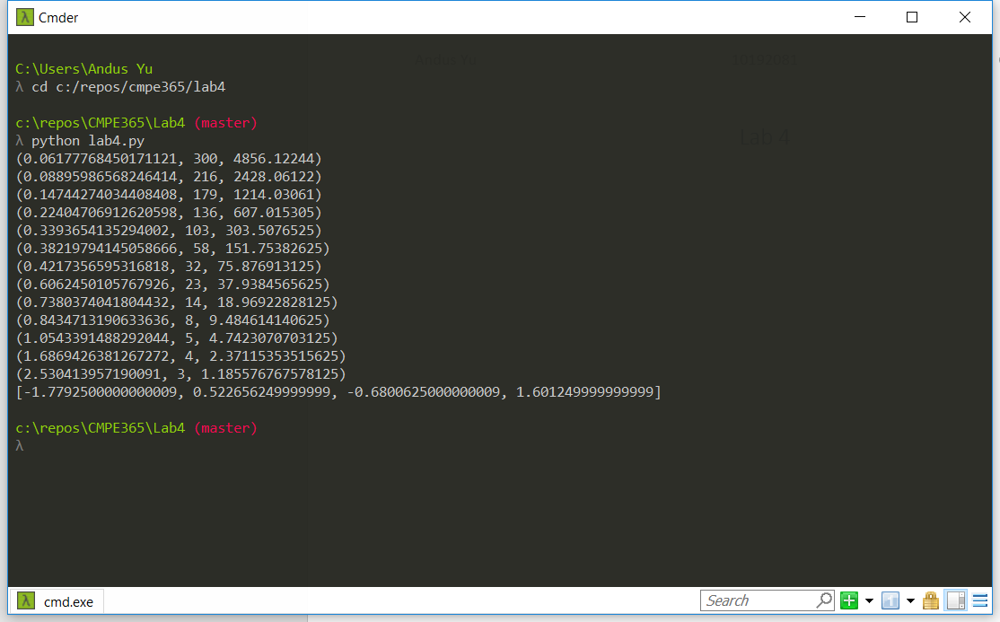 Cmder
Andus Yu
Lab 4
C:\Users\Andus Yu
λ cd c:/repos/cmpe365/lab4
c:\repos\CMPE365\Lab4 (master)
λ python lab4.py
(0.06177768450171121, 300, 4856.12244)
(0.08895986568246414, 216, 2428.06122)
(0.14744274034408408, 179, 1214.03061)
(0.22404706912620598, 136, 607.015305)
(0.3393654135294002, 103, 303.5076525)
(0.38219794145058666, 58, 151.75382625)
(0.4217356595316818, 32, 75.876913125)
(0.6062450105767926, 23, 37.9384565625)
(0.7380374041804432, 14, 18.96922828125)
(0.8434713190633636, 8, 9.484614140625)
(1.0543391488292044, 5, 4.7423070703125)
(1.6869426381267272, 4, 2.37115353515625)
(2.530413957190091, 3, 1.185576767578125)
[-1.7792500000000009, 0.522656249999999, -0.6800625000000009, 1.601249999999999]
c:\repos\CMPE365\Lab4 (master)
λ
cmd.exe
Search